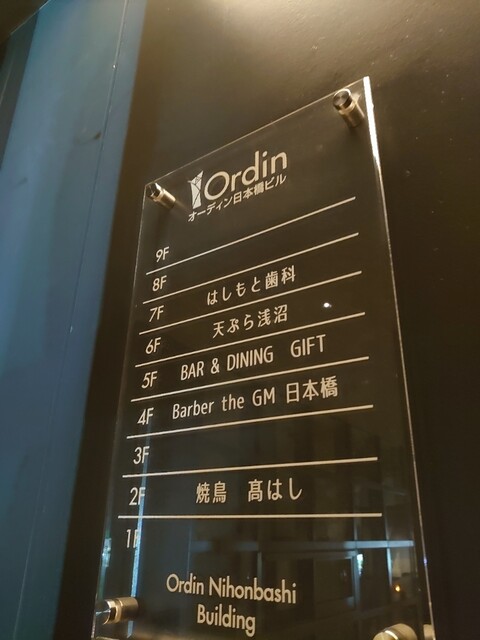 Ordin
オーディン日本橋ビル
9F
8F
7F はしもと歯科
6F 天ぷら浅沼
5F BAR & DINING GIFT
4F Barber the GM 日本橋
3F
2F 焼鳥 髙はし
1F
Ordin Nihonbashi
Building